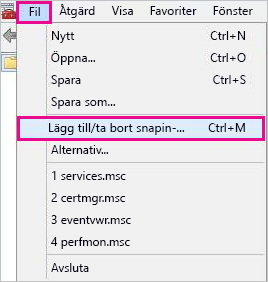 Fil Åtgärd Visa Favoriter Fönster
Nytt Ctrl+N
Öppna... Ctrl+O
Spara Ctrl+S
Spara som...
Lägg till/ta bort snapin-... Ctrl+M
Alternativ...
1 services.msc
2 certmgr.msc
3 eventvwr.msc
4 perfmon.msc
Avsluta